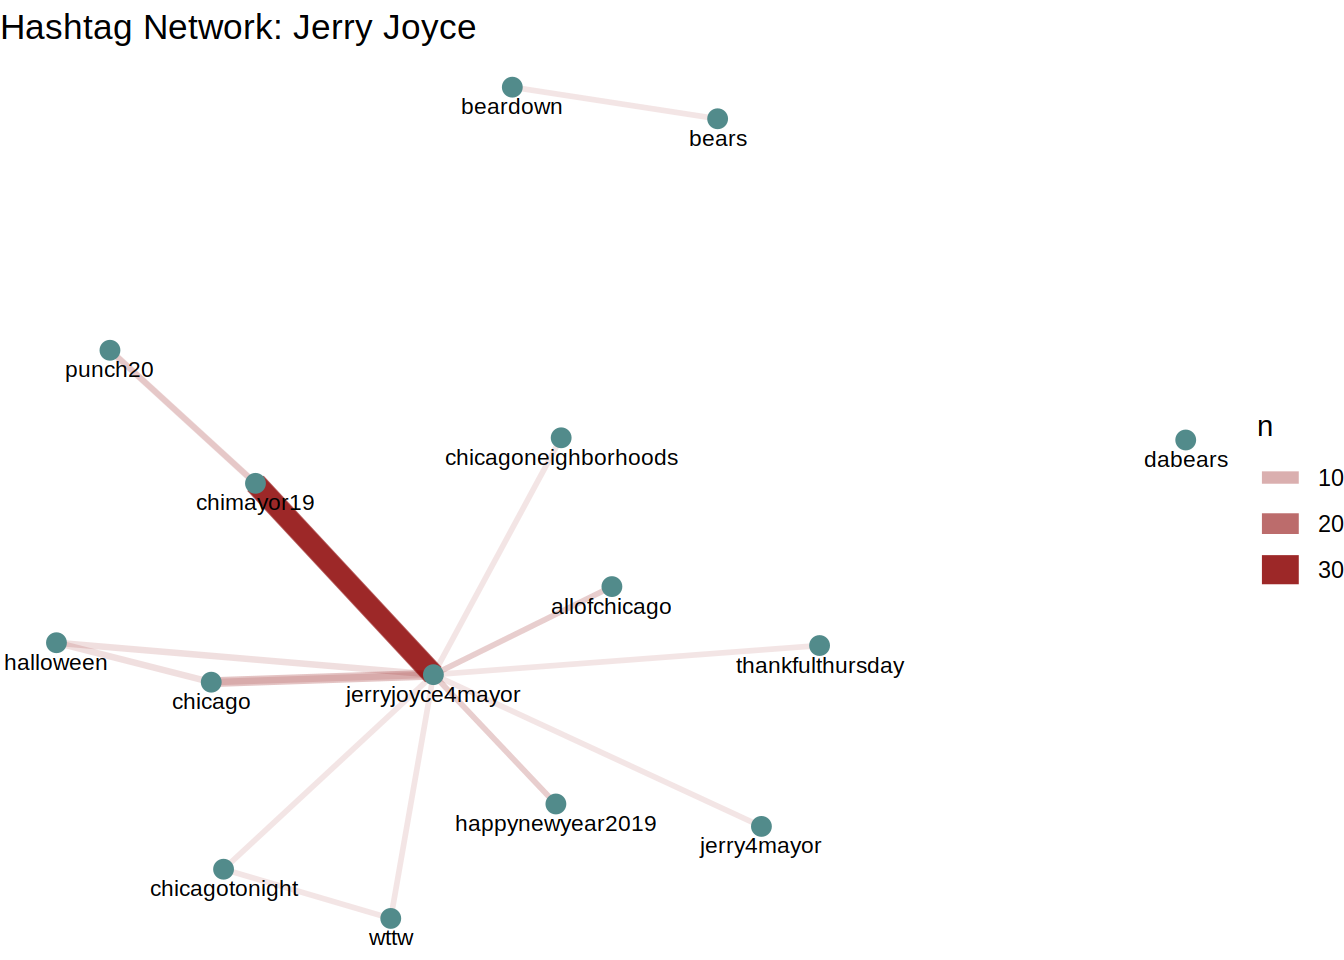 Hashtag Network: Jerry Joyce
beardown
bears
punch20
chicagoneighborhoods
dabears
chimayor19
allofchicago
halloween
thankfulthursday
chicago
jerryjoyce4mayor
happynewyear2019
jerry4mayor
chicagotonight
wttw
n
10
20
30